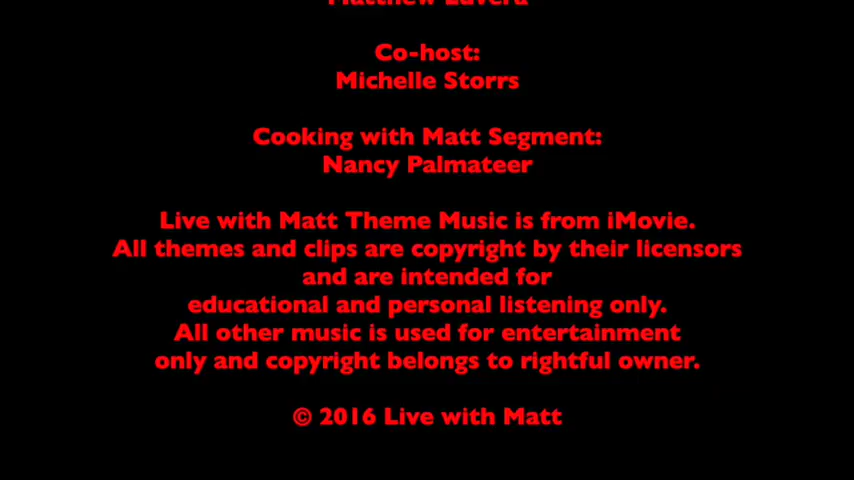 Matthew
Co-host:
Michelle Storrs
Cooking with Matt Segment:
Nancy Palmateer
Live with Matt Theme Music is from iMovie.
All themes and clips are copyright by their licensors
and are intended for
educational and personal listening only.
All other music is used for entertainment
only and copyright belongs to rightful owner.
© 2016 Live with Matt